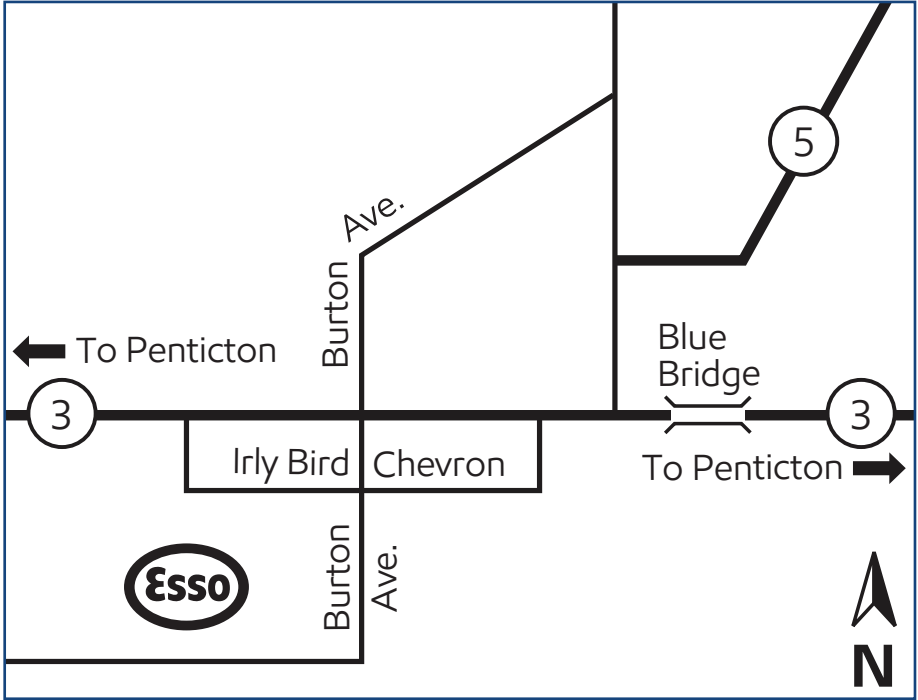 5
Ave.
Burton
To Penticton
Blue
Bridge
3
3
Irly Bird
Chevron
To Penticton
Burton
Ave.
Esso
N